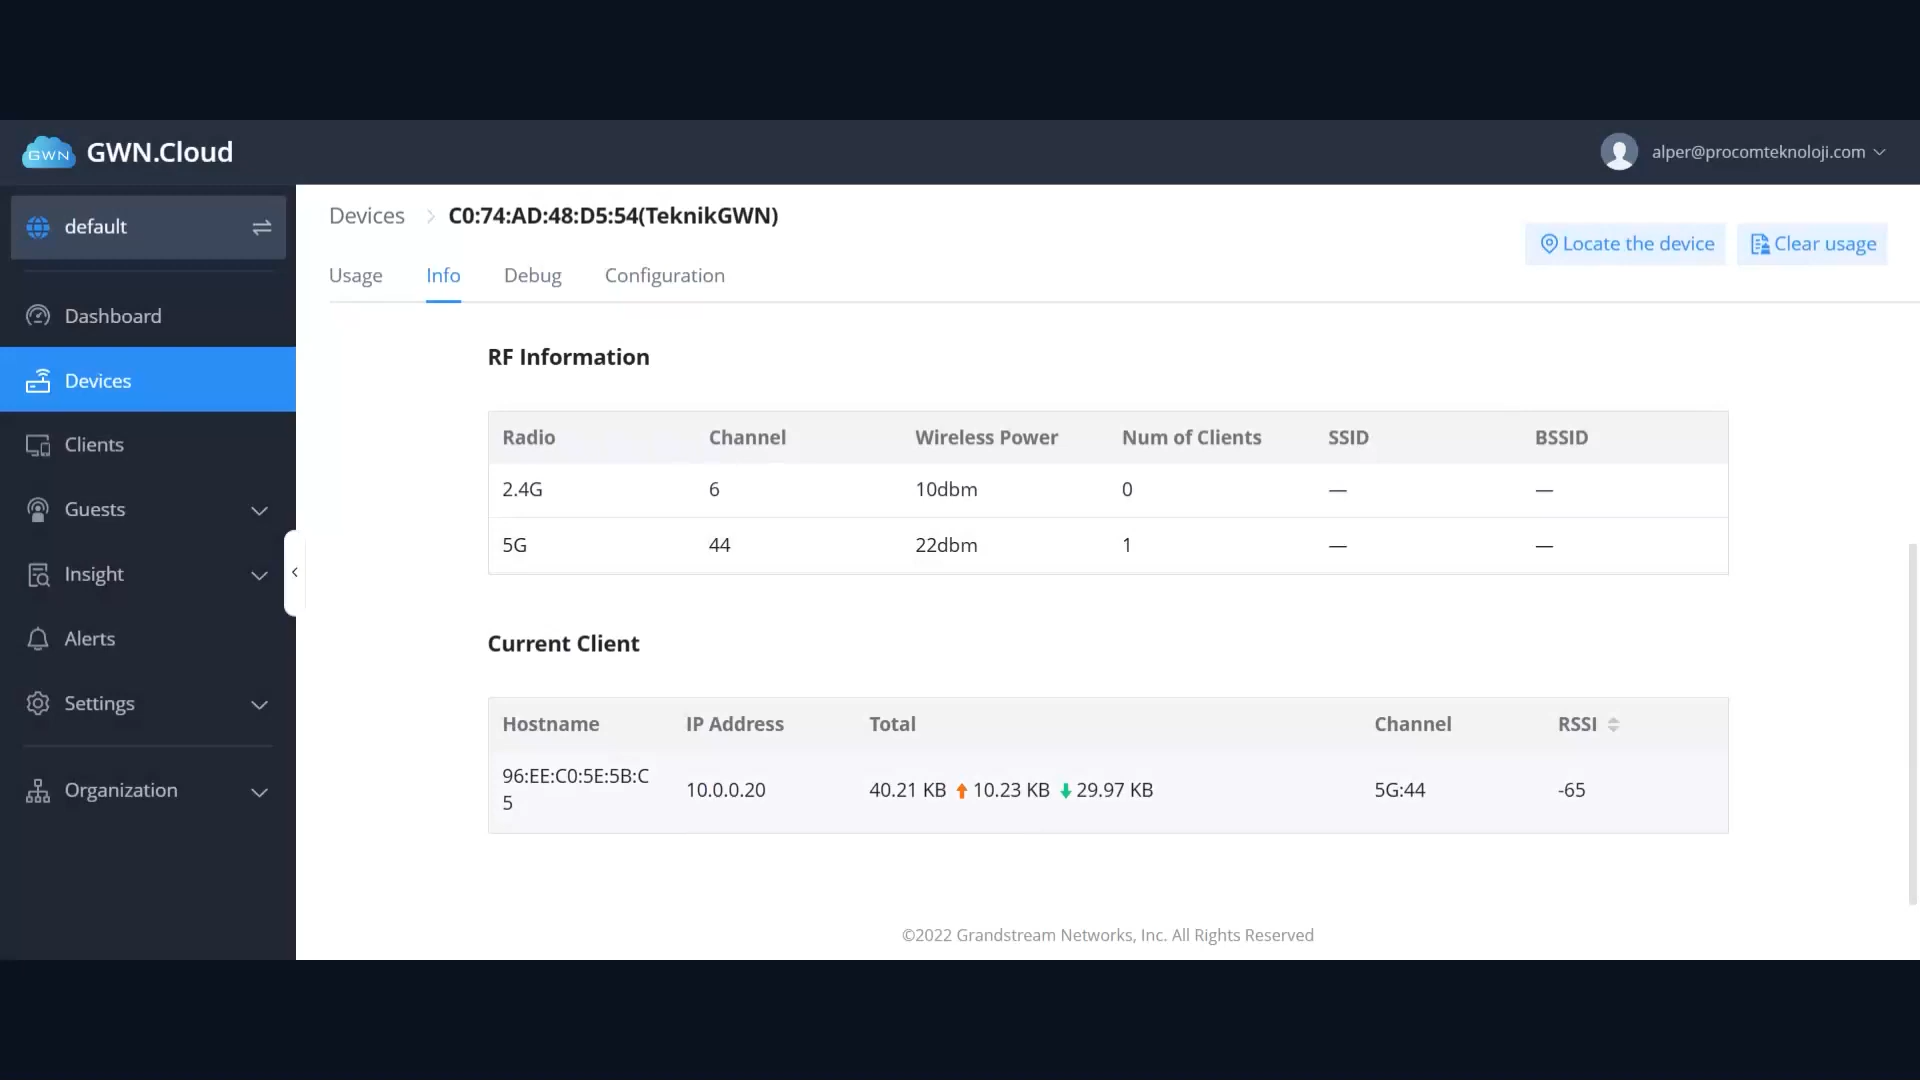 GWN GWN.Cloud
alper@procomteknoloji.com
default
Dashboard
Devices
Clients
Guests
Insight
Alerts
Settings
Organization
Devices > C0:74:AD:48:D5:54(TeknikGWN)
Locate the device Clear usage
Usage Info Debug Configuration
RF Information
Radio Channel Wireless Power Num of Clients SSID BSSID
2.4G 6 10dbm 0 — —
5G 44 22dbm 1 — —
Current Client
Hostname IP Address Total Channel RSSI
96:EE:C0:5E:5B:C
5 10.0.0.20 40.21 KB 10.23 KB 29.97 KB 5G:44 -65
©2022 Grandstream Networks, Inc. All Rights Reserved